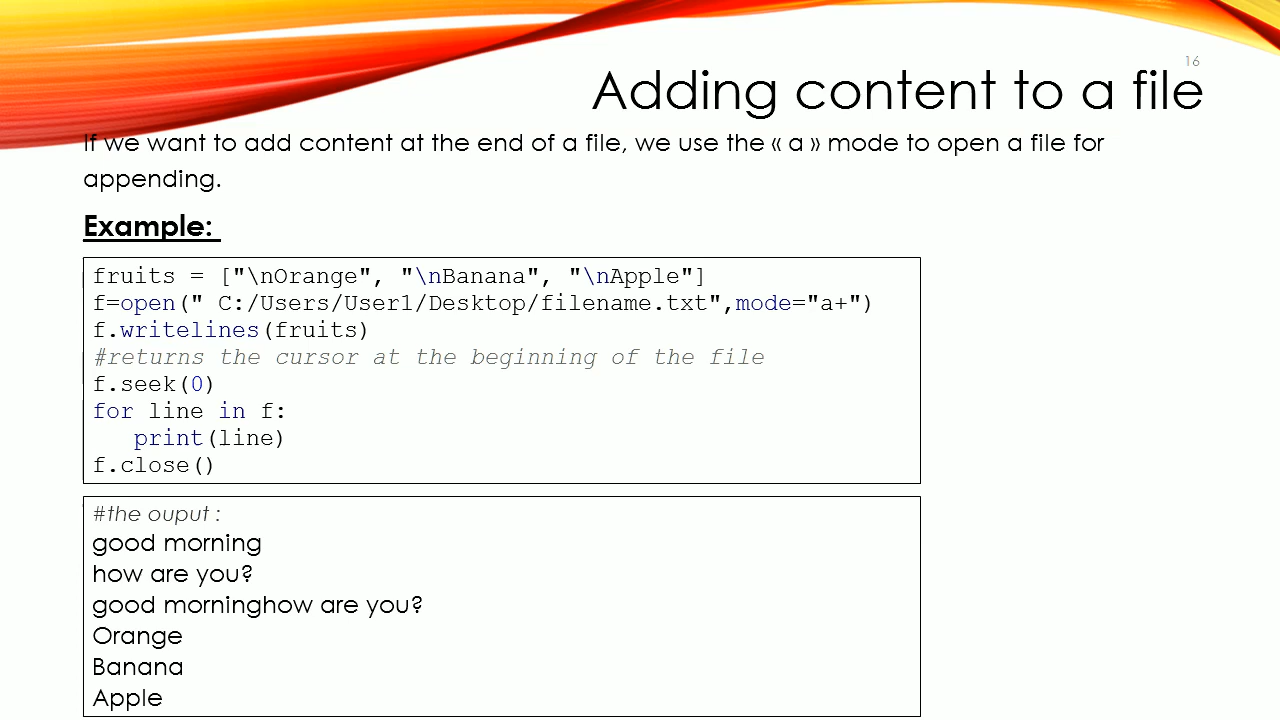 16
Adding content to a file
If we want to add content at the end of a file, we use the « a » mode to open a file for
appending.
Example:
fruits = ["\nOrange", "\nBanana", "\nApple"]
f=open(" C:/Users/User1/Desktop/filename.txt",mode="a+")
f.writelines(fruits)
#returns the cursor at the beginning of the file
f.seek(0)
for line in f:
   print(line)
f.close()
#the ouput :
good morning
how are you?
good morninghow are you?
Orange
Banana
Apple